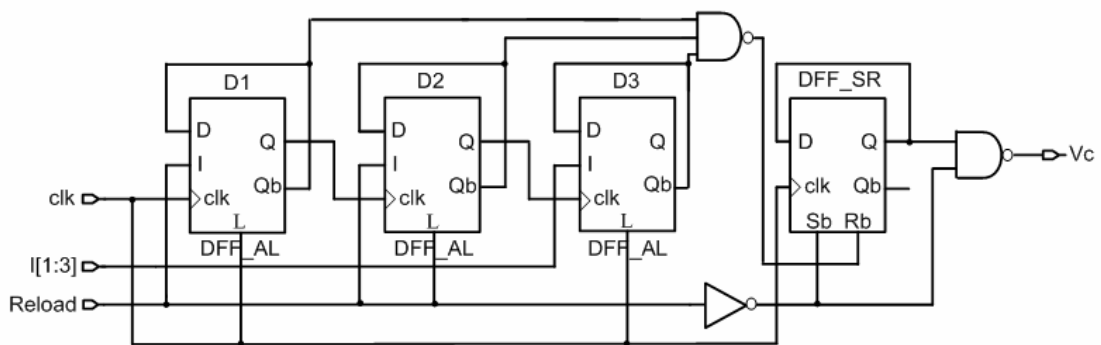 D1
D2
D3
DFF_SR
D
Q
I
clk
Qb
L
DFF_AL
D
Q
I
clk
Qb
L
DFF_AL
D
Q
I
clk
Qb
L
DFF_AL
D
Q
clk
Qb
Sb Rb
Vc
clk
I[1:3]
Reload